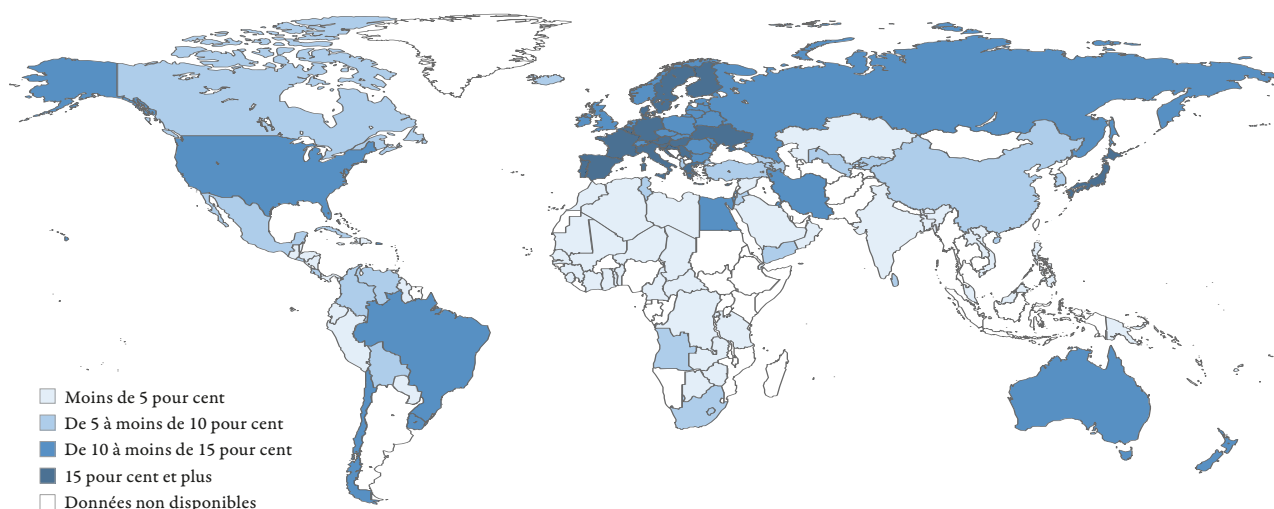 Moins de 5 pour cent
De 5 à moins de 10 pour cent
De 10 à moins de 15 pour cent
15 pour cent et plus
Données non disponibles